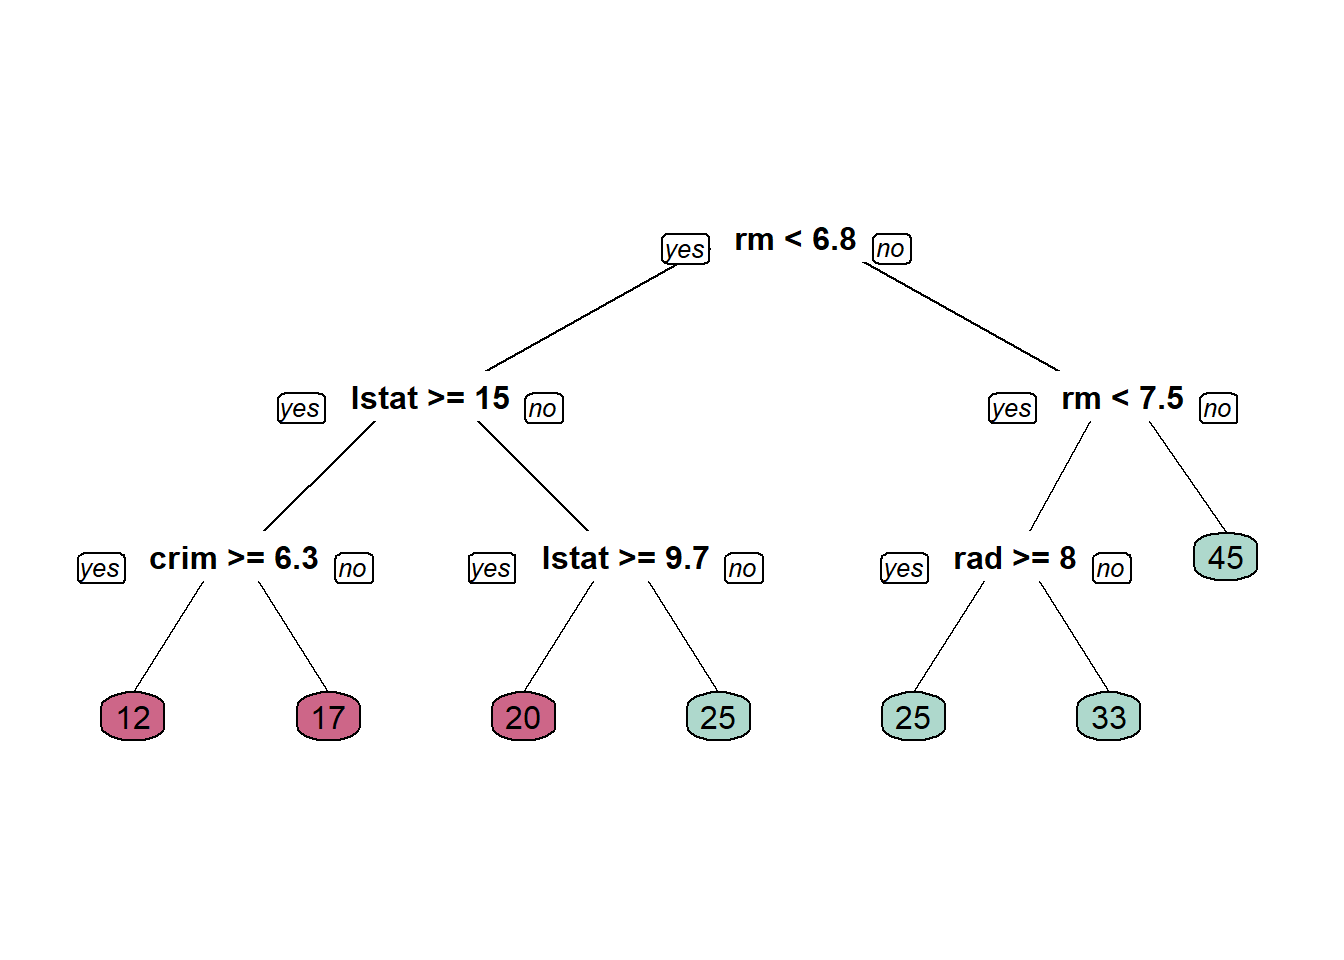 yes rm < 6.8 no
yes lstat >= 15 no
yes rm < 7.5 no
yes crim >= 6.3 no
yes lstat >= 9.7 no
yes rad >= 8 no
45
12
17
20
25
25
33